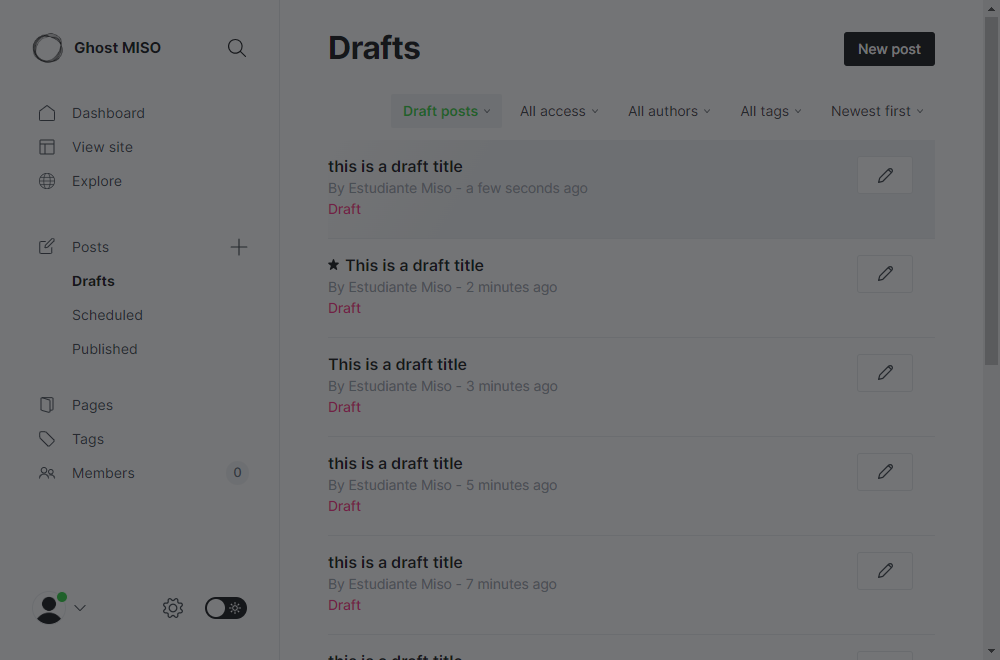 Ghost MISO
Dashboard
View site
Explore
Posts
Drafts
Scheduled
Published
Pages
Tags
Members 0
Drafts
New post
Draft posts All access All authors All tags Newest first
this is a draft title
By Estudiante Miso - a few seconds ago
Draft
This is a draft title
By Estudiante Miso - 2 minutes ago
Draft
This is a draft title
By Estudiante Miso - 3 minutes ago
Draft
this is a draft title
By Estudiante Miso - 5 minutes ago
Draft
this is a draft title
By Estudiante Miso - 7 minutes ago
Draft
this is a draft title